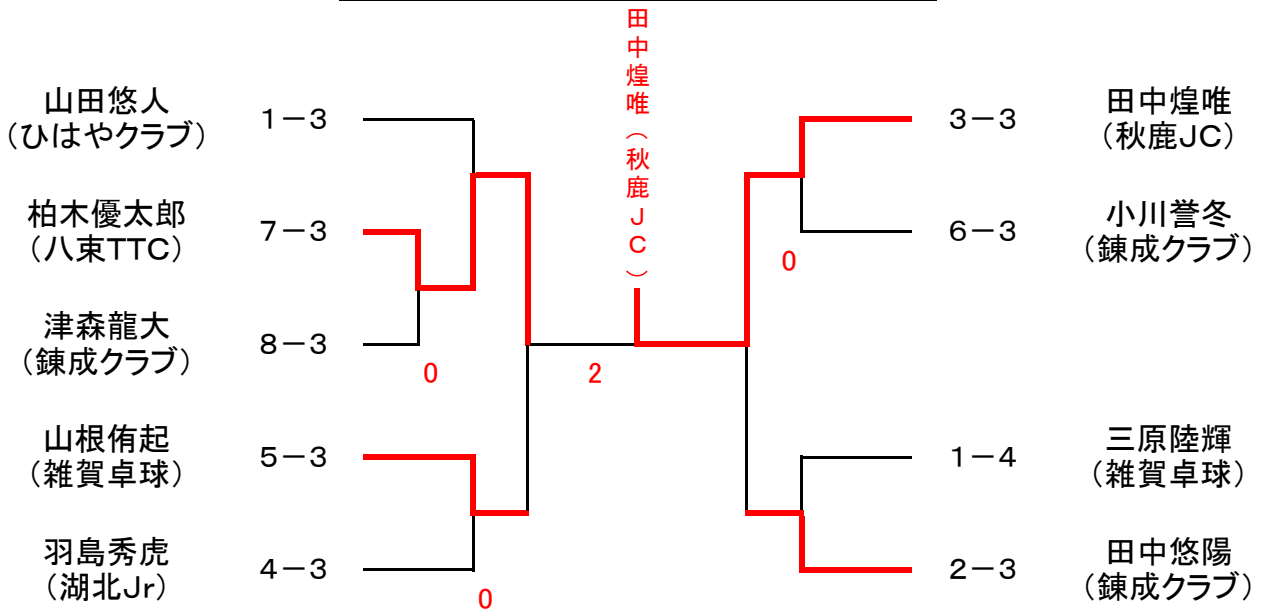 田中煌唯（秋鹿JC）
山田悠人
（ひはやクラブ）
1－3
柏木優太郎
（八束TTC）
7－3
津森龍大
（錬成クラブ）
8－3
0
山根侑起
（雑賀卓球）
5－3
羽島秀虎
（湖北Jr）
4－3
0
2
3－3
田中煌唯
（秋鹿JC）
6－3
小川誉冬
（錬成クラブ）
0
1－4
三原陸輝
（雑賀卓球）
2－3
田中悠陽
（錬成クラブ）